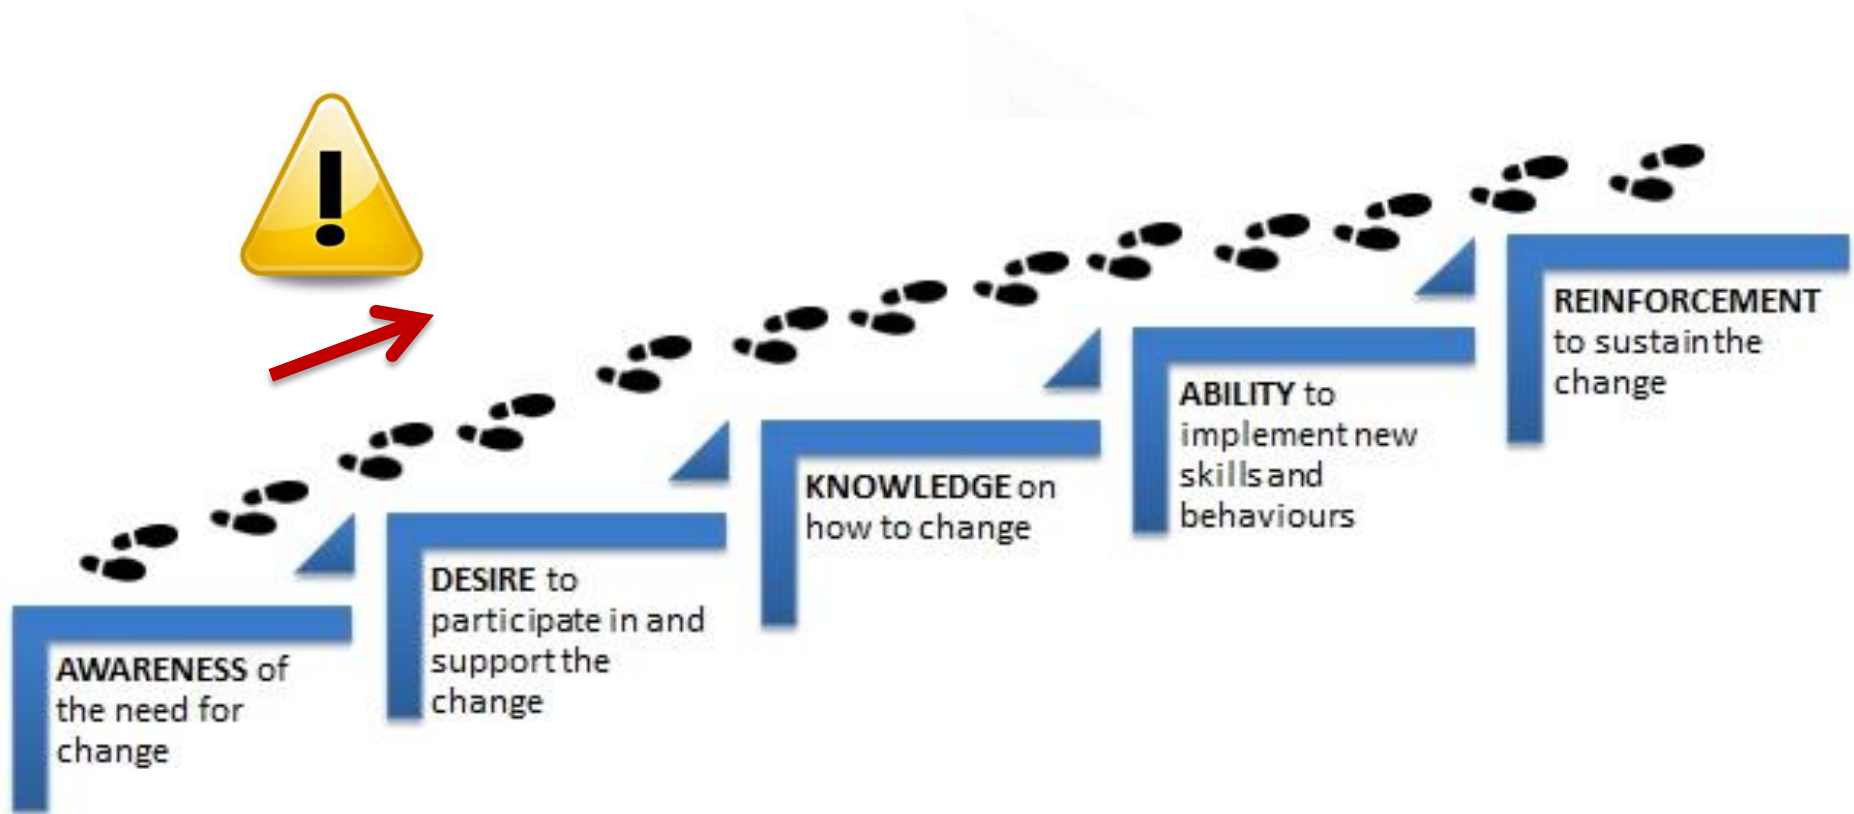 !
AWARENESS of
the need for
change
DESIRE to
participate in and
support the
change
KNOWLEDGE on
how to change
ABILITY to
implement new
skills and
behaviours
REINFORCEMENT
to sustain the
change